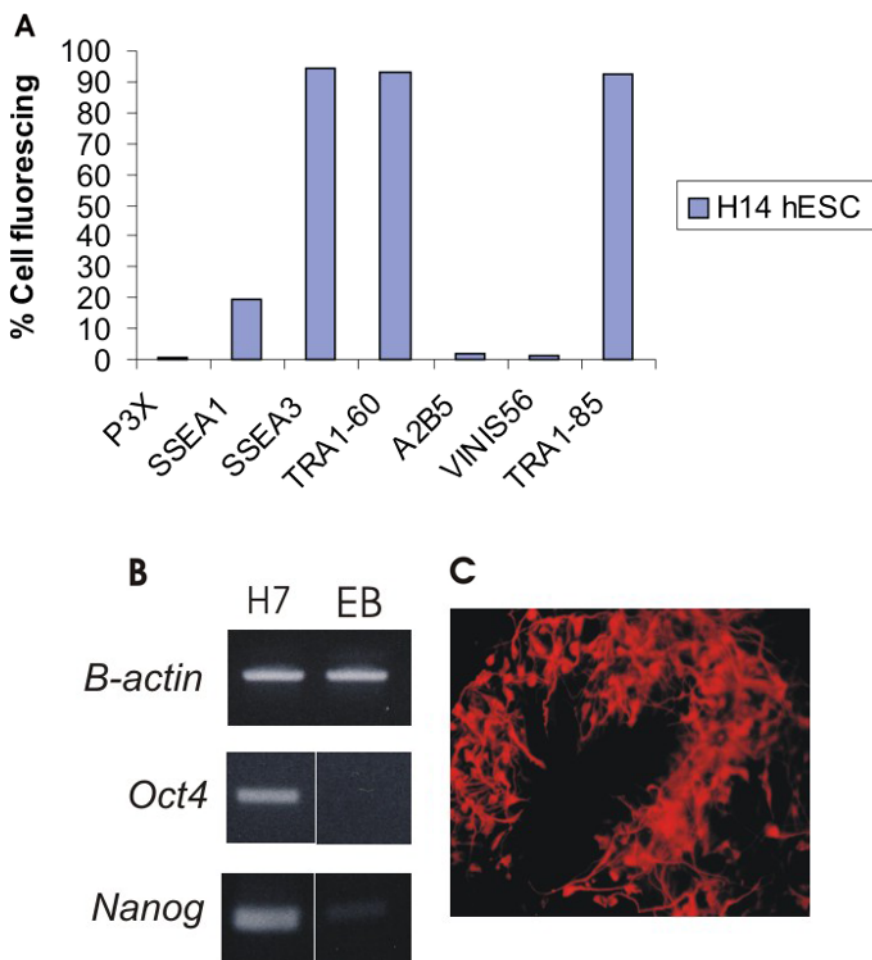 A
% Cell fluorescing
100
90
80
70
60
50
40
30
20
10
0
P3X
SSEA1
SSEA3
TRA1-60
A2B5
VINIS56
TRA1-85
H14 hESC
B
H7 EB
B-actin
Oct4
Nanog
C